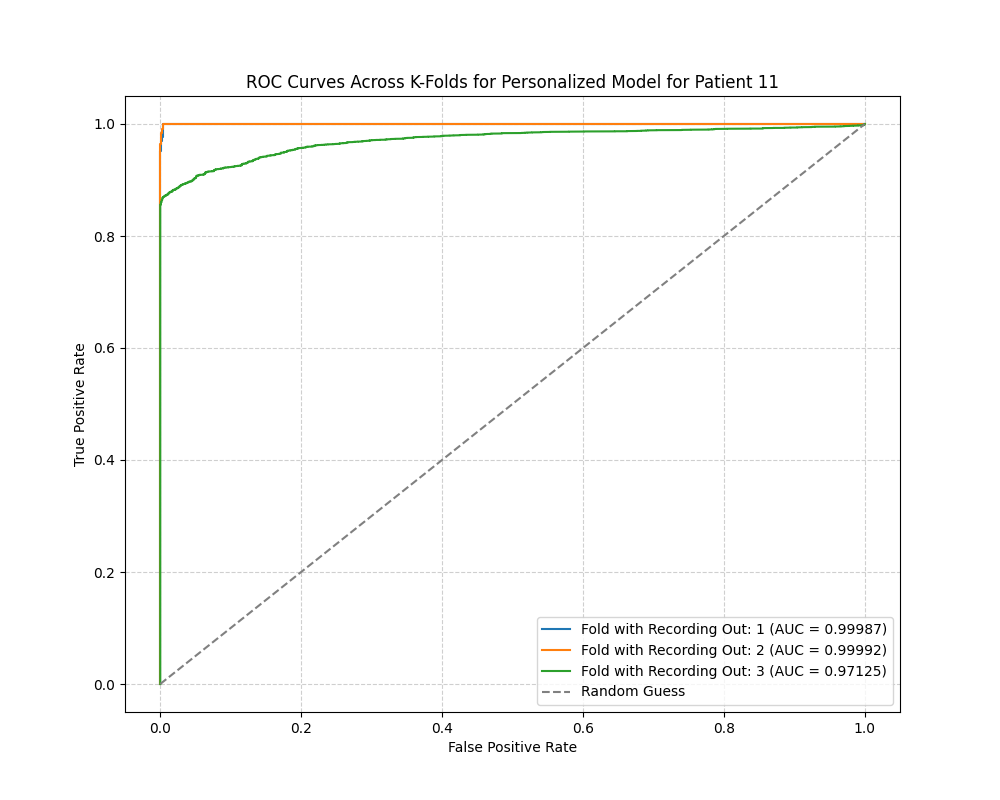 ROC Curves Across K-Folds for Personalized Model for Patient 11
True Positive Rate
1.0
0.8
0.6
0.4
0.2
0.0
Fold with Recording Out: 1 (AUC = 0.99987)
Fold with Recording Out: 2 (AUC = 0.99992)
Fold with Recording Out: 3 (AUC = 0.97125)
Random Guess
0.0 0.2 0.4 0.6 0.8 1.0
False Positive Rate